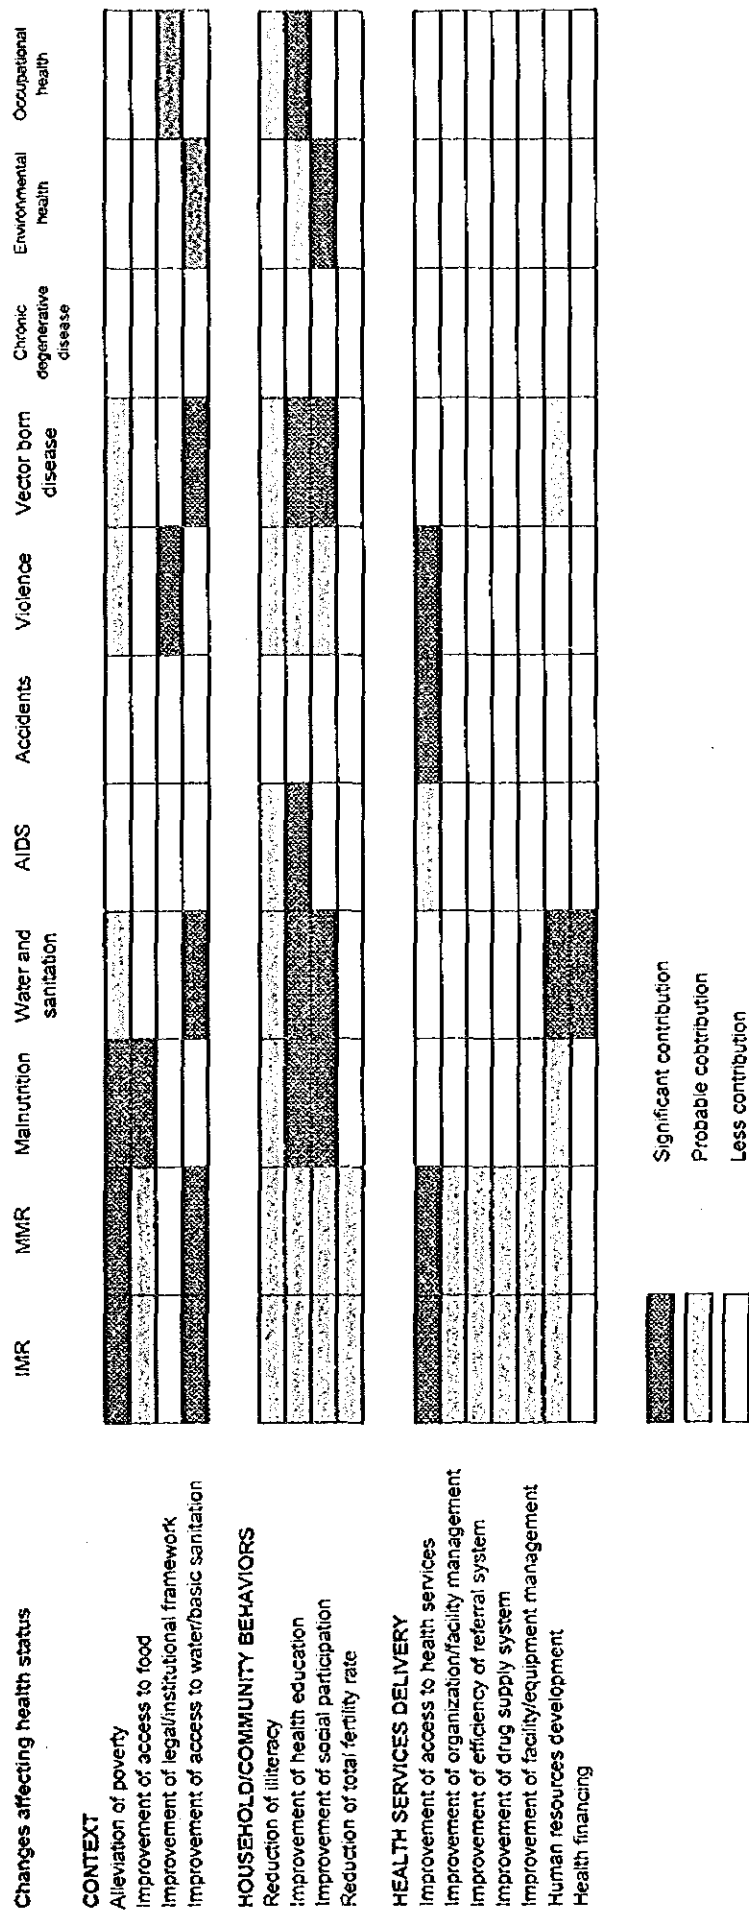 Changes affecting health status
IMR
MMR
Malnutrition
Water and
sanitation
AIDS
Accidents
Violence
Vector born
disease
Chronic
degenerative
disease
Environmental
health
Occupational
health
CONTEXT
Alleviation of poverty
Improvement of access to food
Improvement of legal/institutional framework
Improvement of access to water/basic sanitation
HOUSEHOLD/COMMUNITY BEHAVIORS
Reduction of illiteracy
Improvement of health education
Improvement of social participation
Reduction of total fertility rate
HEALTH SERVICES DELIVERY
Improvement of access to health services
Improvement of organization/facility management
Improvement of efficiency of referral system
Improvement of drug supply system
Improvement of facility/equipment management
Human resources development
Health financing
Significant contribution
Probable cobtribution
Less contribution